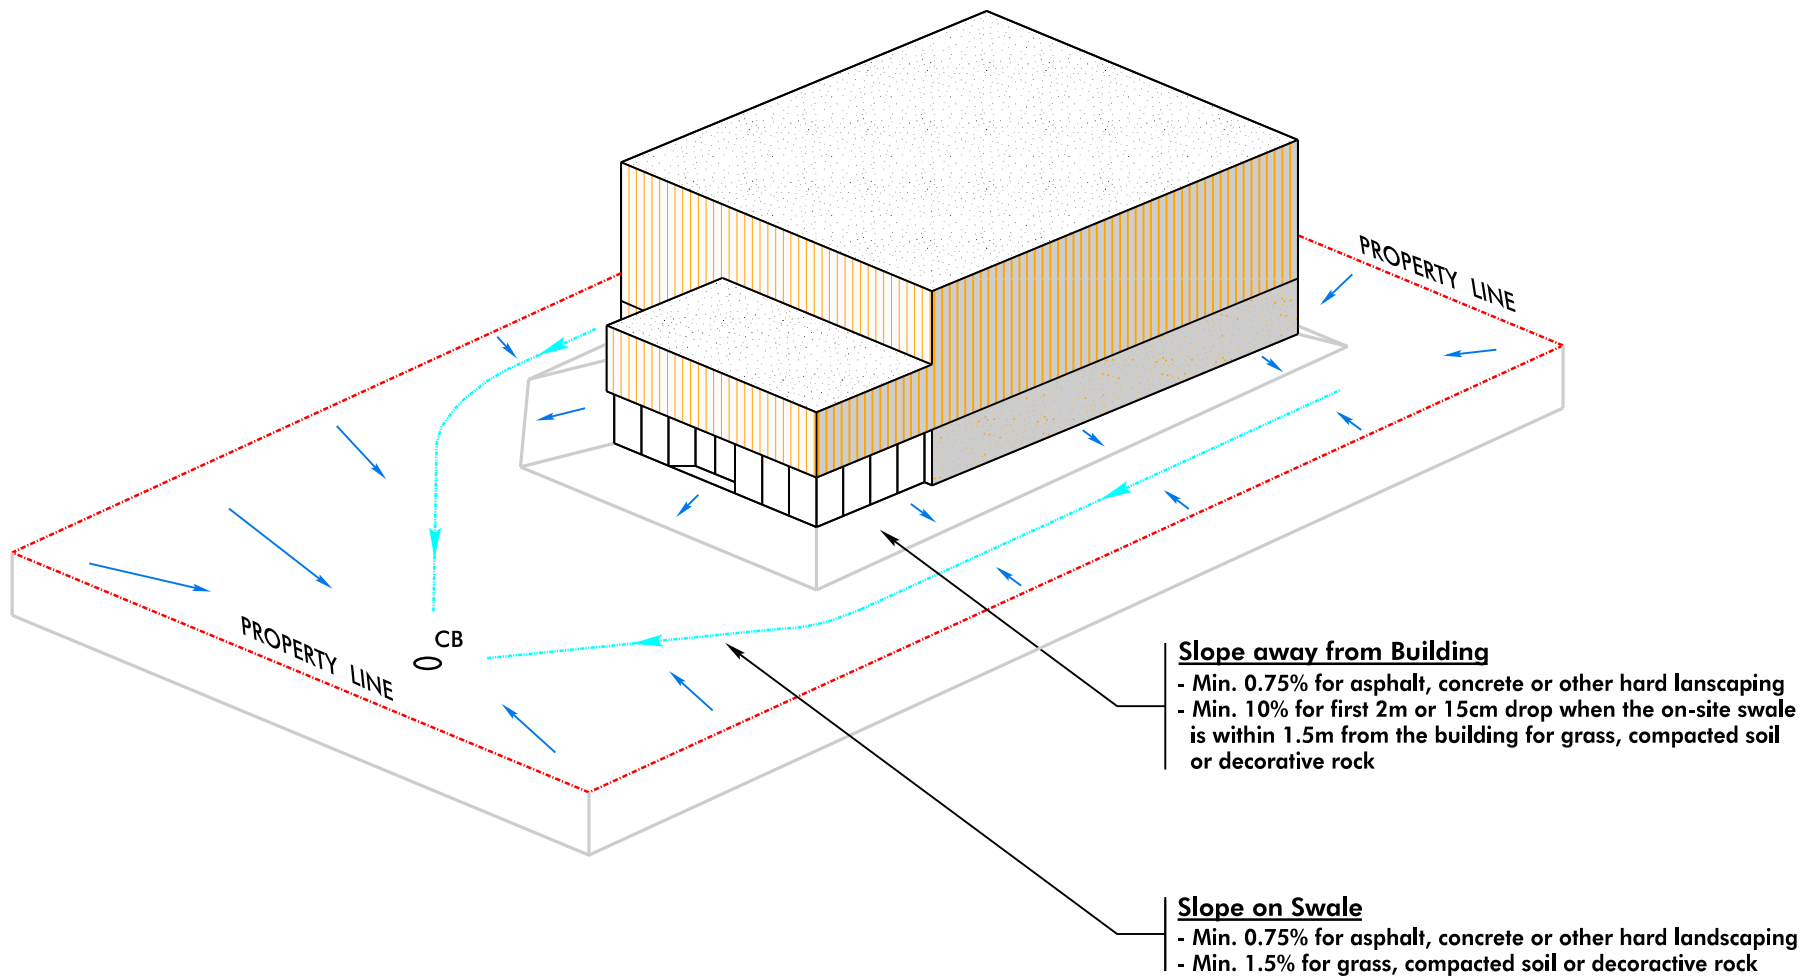 PROPERTY LINE
CB
PROPERTY LINE
Slope away from Building
- Min. 0.75% for asphalt, concrete or other hard lanscaping
- Min. 10% for first 2m or 15cm drop when the on-site swale
is within 1.5m from the building for grass, compacted soil
or decorative rock
Slope on Swale
- Min. 0.75% for asphalt, concrete or other hard landscaping
- Min. 1.5% for grass, compacted soil or decoractive rock